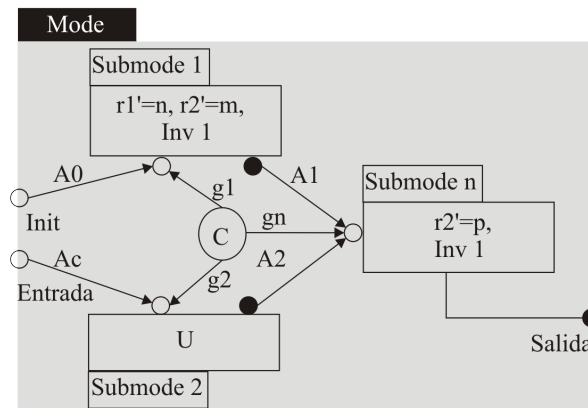 Mode
Submode 1
r1'=n, r2'=m,
Inv 1
A0
A1
g1
Submode n
Init
C
gn
r2'=p,
Inv 1
Ac
g2
A2
Entrada
U
Salida
Submode 2